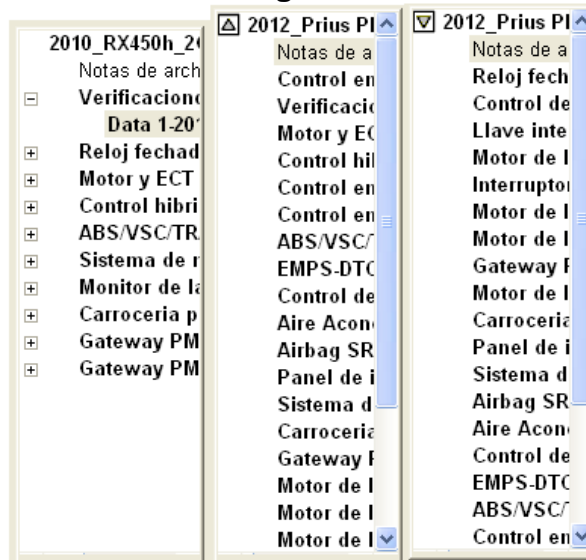 2010_RX450h_2
Notas de arch
Verificacion
Data 1-20
Reloj fechad
Motor y ECT
Control hibri
ABS/VSC/TR
Sistema de
Monitor de la
Carroceria p
Gateway PM
Gateway PM
2012_Prius Pl
Notas de a
Control en
Verificacio
Motor y EC
Control hi
Control en
Control en
ABS/VSC/
EMPS-DTC
Control de
Aire Acon
Airbag SR
Panel de i
Sistema d
Carroceria
Gateway
Motor de l
Motor de l
Motor de l
2012_Prius Pl
Notas de a
Reloj fech
Control de
Llave inte
Motor de l
Interruptor
Motor de l
Motor de l
Gateway
Motor de l
Carroceria
Panel de i
Sistema d
Airbag SR
Aire Acon
Control de
EMPS-DTC
ABS/VSC/
Control en